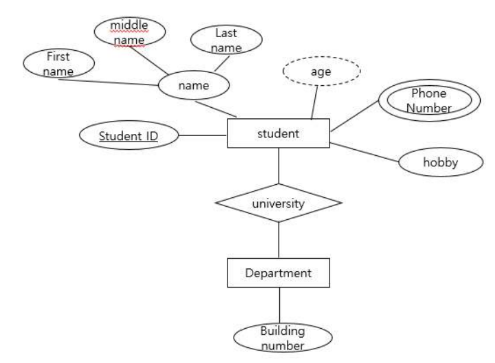 middle
name
Last
name
First
name
name
age
Phone
Number
Student ID
student
hobby
university
Department
Building
number